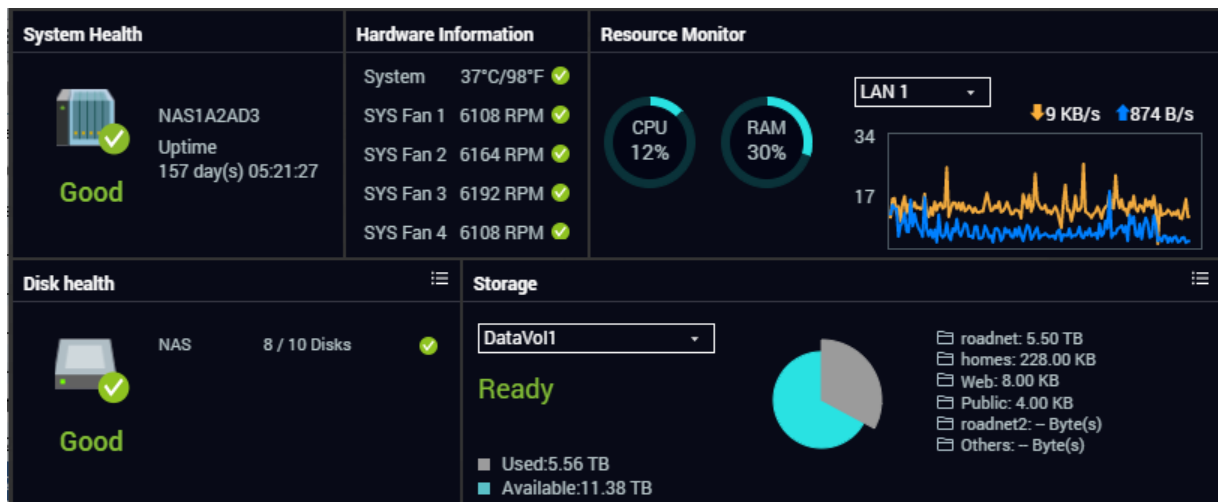 System Health
NAS1A2AD3
Uptime
157 day(s) 05:21:27
Good
Hardware Information
System 37°C/98°F
SYS Fan 1 6108 RPM
SYS Fan 2 6164 RPM
SYS Fan 3 6192 RPM
SYS Fan 4 6108 RPM
Resource Monitor
CPU
12%
RAM
30%
LAN 1
9 KB/s 874 B/s
34
17
Disk health
NAS 8 / 10 Disks
Good
Storage
DataVol1
Ready
Used:5.56 TB
Available:11.38 TB
roadnet: 5.50 TB
homes: 228.00 KB
Web: 8.00 KB
Public: 4.00 KB
roadnet2: -- Byte(s)
Others: -- Byte(s)